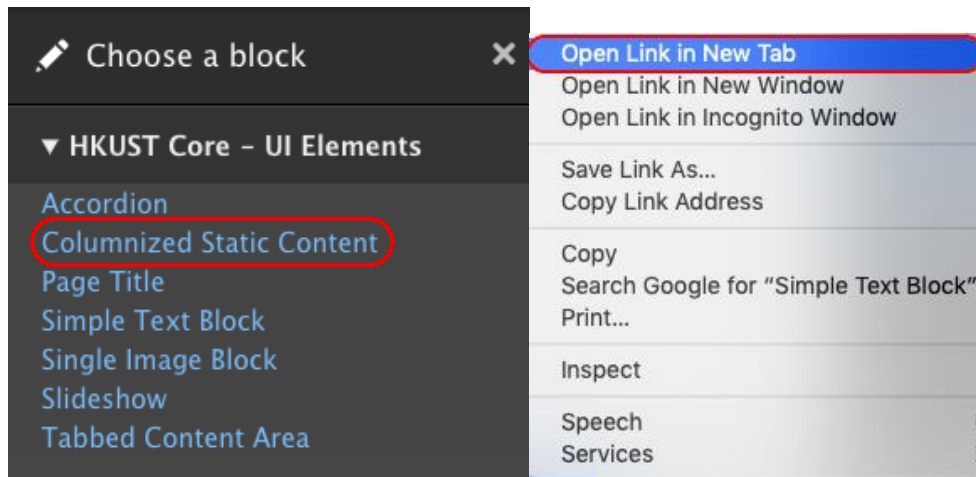 Choose a block
HKUST Core – UI Elements
Accordion
Columnized Static Content
Page Title
Simple Text Block
Single Image Block
Slideshow
Tabbed Content Area
Open Link in New Tab
Open Link in New Window
Open Link in Incognito Window
Save Link As...
Copy Link Address
Copy
Search Google for “Simple Text Block”
Print...
Inspect
Speech
Services